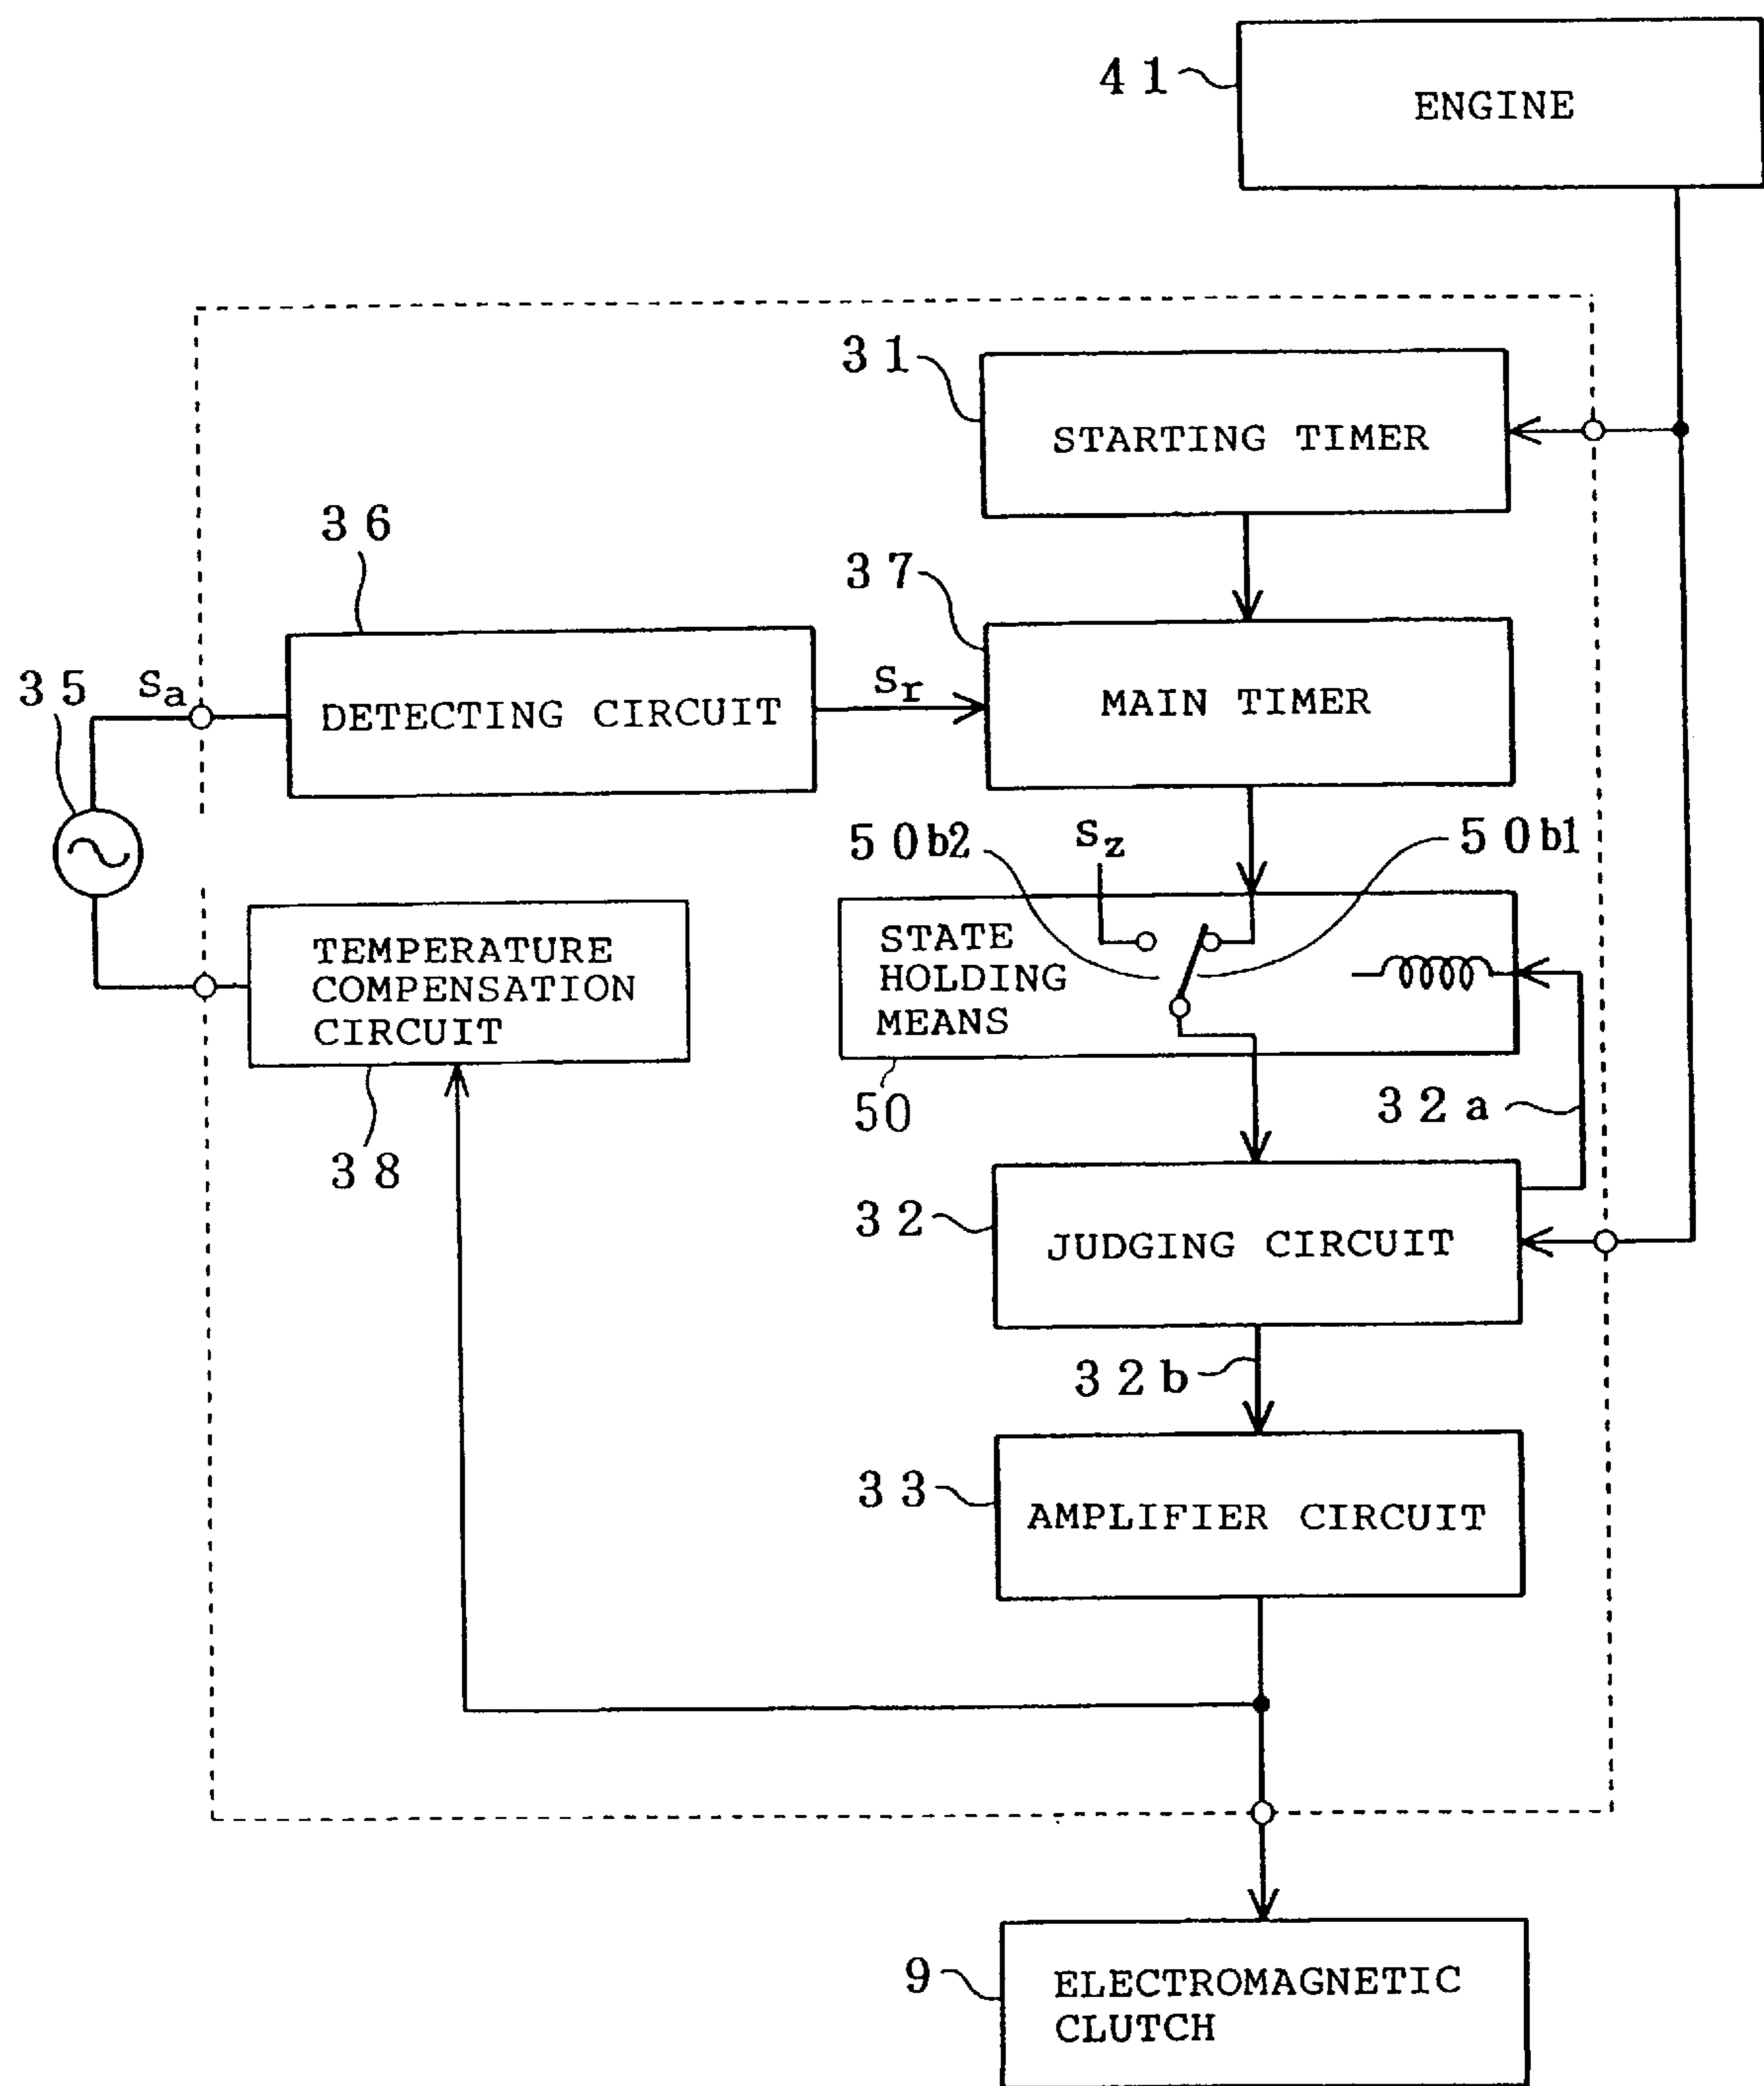 41
ENGINE
31
STARTING TIMER
36
37
35
Sa
DETECTING CIRCUIT
Sr
MAIN TIMER
50b2
Sz
50b1
TEMPERATURE
COMPENSATION
CIRCUIT
STATE
HOLDING
MEANS
38
50
32a
32
JUDGING CIRCUIT
32b
33
AMPLIFIER CIRCUIT
9
ELECTROMAGNETIC
CLUTCH